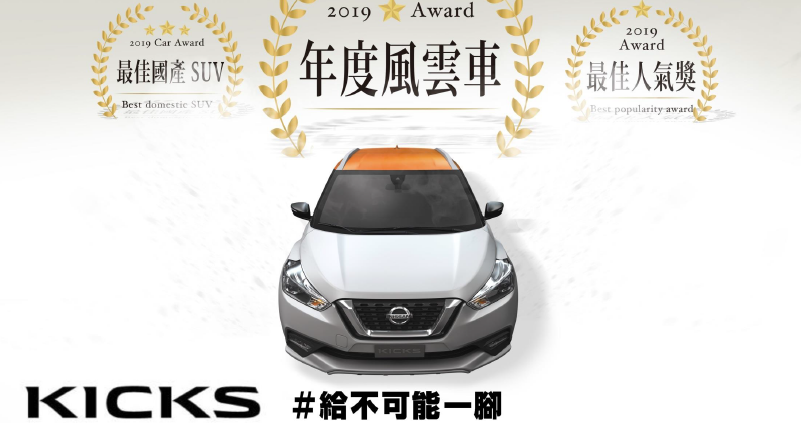 2019 Car Award
最佳國產 SUV
Best domestic SUV
2019 Award
年度風雲車
2019
Award
最佳人氣獎
Best popularity award
NISSAN
KICKS
KICKS
#給不可能一腳